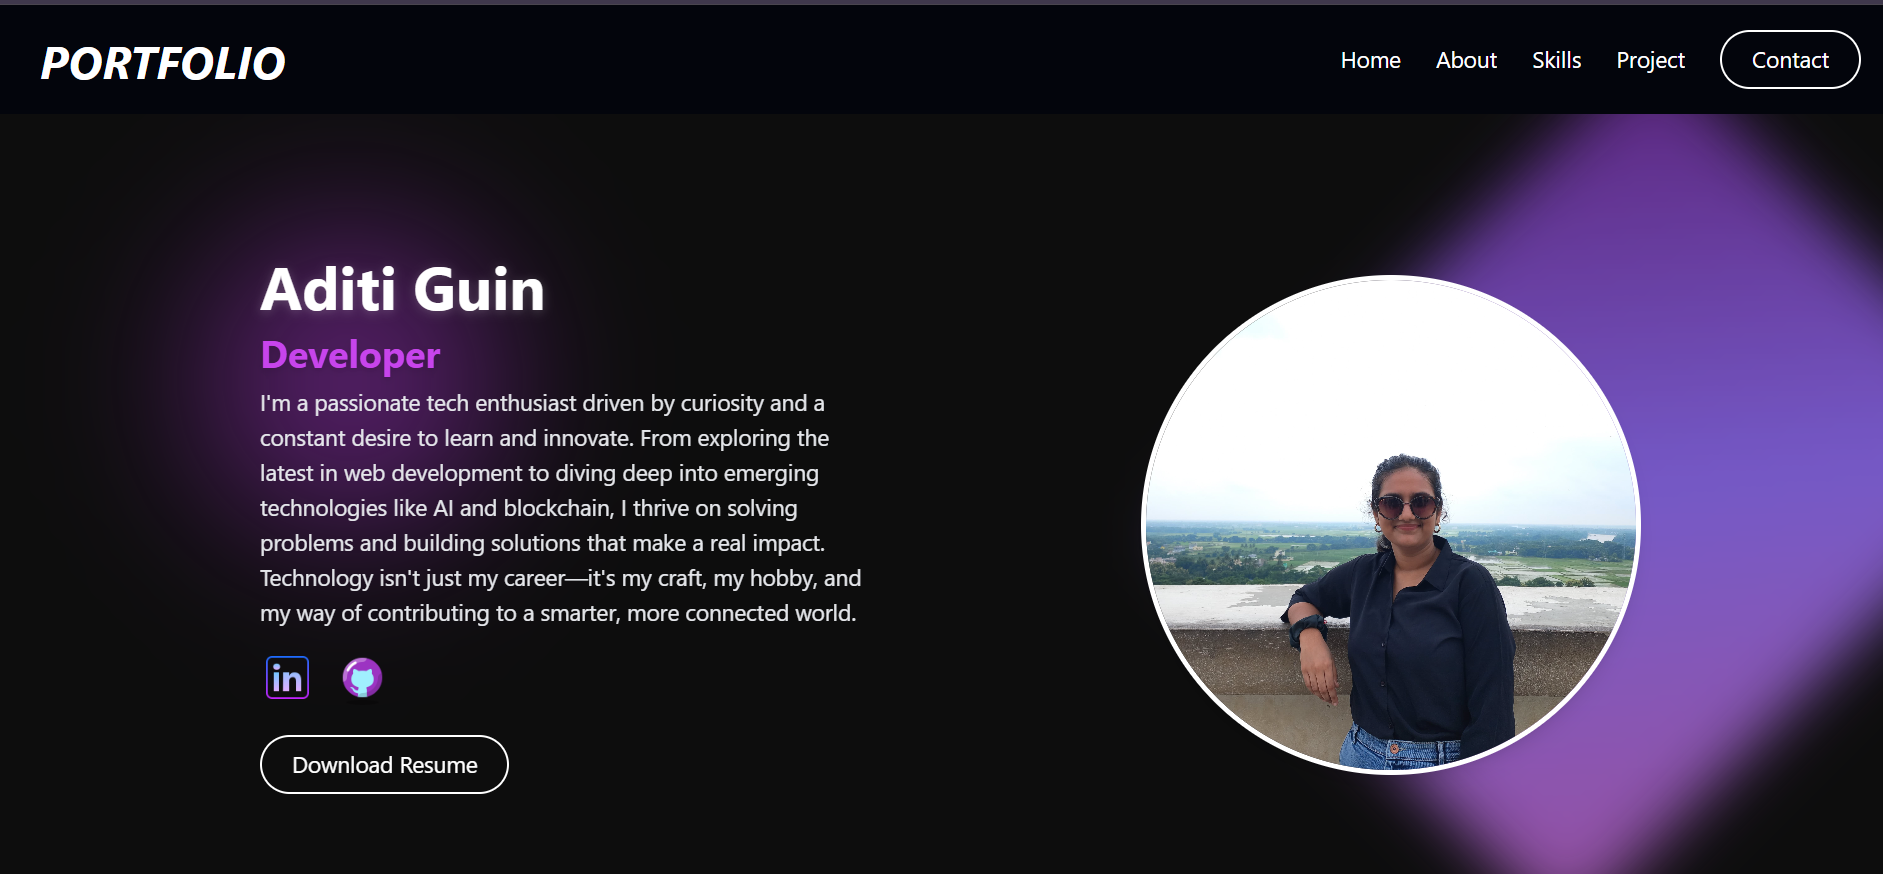 PORTFOLIO
Home About Skills Project Contact
Aditi Guin
Developer
I'm a passionate tech enthusiast driven by curiosity and a
constant desire to learn and innovate. From exploring the
latest in web development to diving deep into emerging
technologies like AI and blockchain, I thrive on solving
problems and building solutions that make a real impact.
Technology isn't just my career—it's my craft, my hobby, and
my way of contributing to a smarter, more connected world.
in
Download Resume